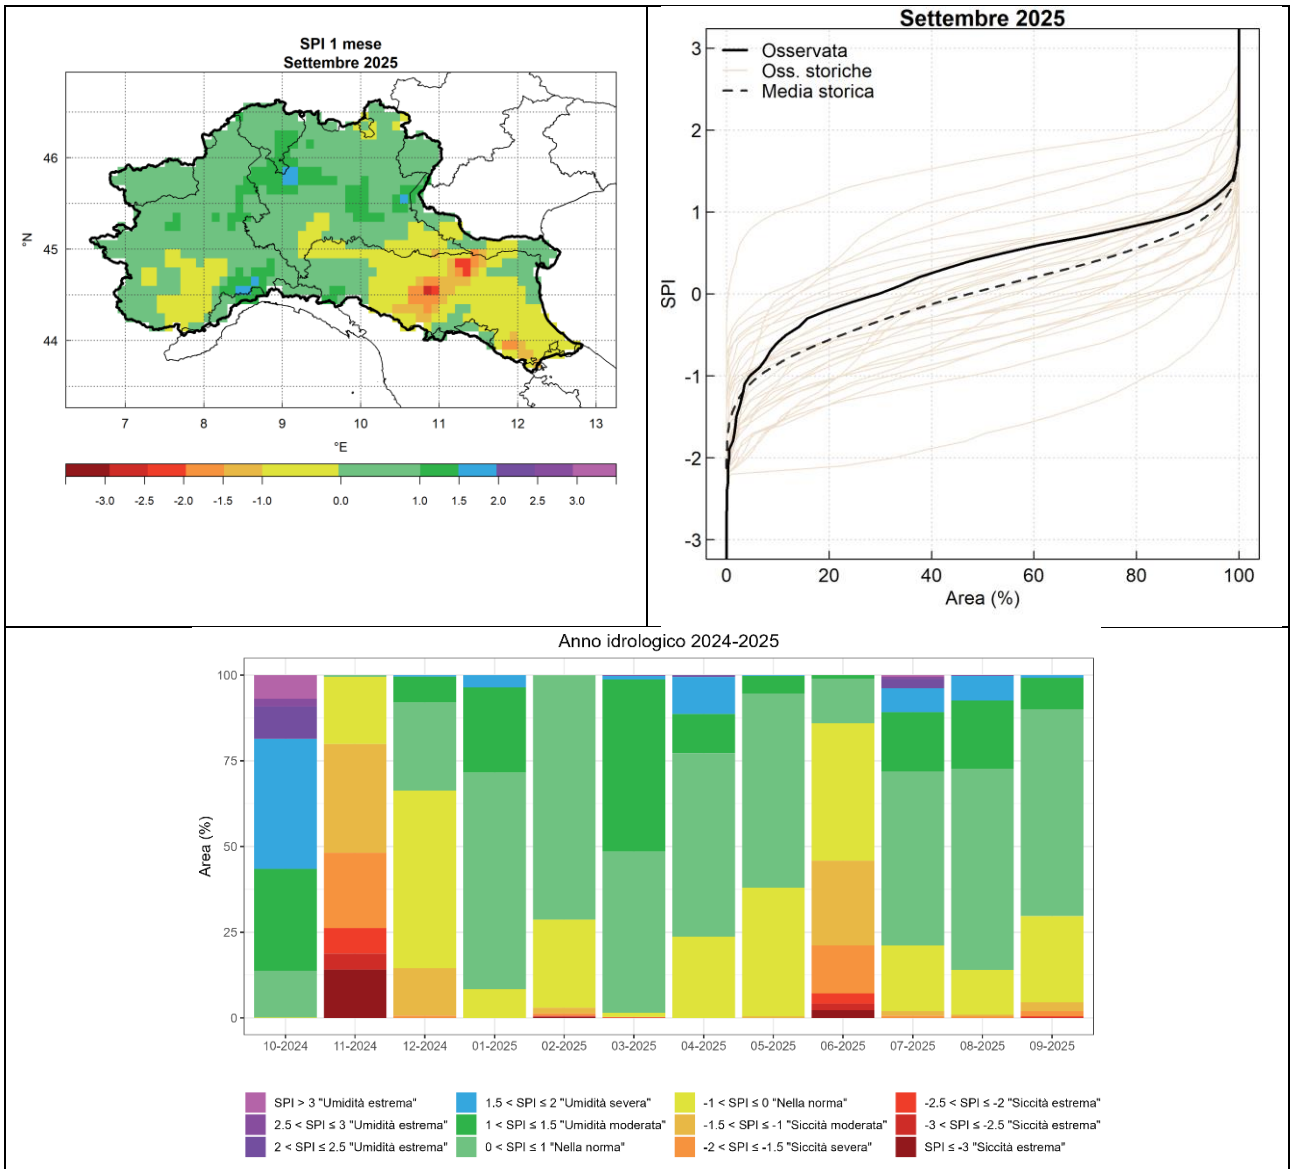 SPI 1 mese
Settembre 2025
46
45
44
°N
7 8 9 10 11 12 13
°E
-3.0 -2.5 -2.0 -1.5 -1.0 0.0 1.0 1.5 2.0 2.5 3.0
Settembre 2025
Osservata
Oss. storiche
Media storica
3
2
1
0
-1
-2
-3
SPI
0 20 40 60 80 100
Area (%)
Anno idrologico 2024-2025
100
75
50
25
0
Area (%)
10-2024 11-2024 12-2024 01-2025 02-2025 03-2025 04-2025 05-2025 06-2025 07-2025 08-2025 09-2025
SPI > 3 "Umidità estrema" 1.5 < SPI ≤ 2 "Umidità severa" -1 < SPI ≤ 0 "Nella norma" -2.5 < SPI ≤ -2 "Siccità estrema"
2.5 < SPI ≤ 3 "Umidità estrema" 1 < SPI ≤ 1.5 "Umidità moderata" -1.5 < SPI ≤ -1 "Siccità moderata" -3 < SPI ≤ -2.5 "Siccità estrema"
2 < SPI ≤ 2.5 "Umidità estrema" 0 < SPI ≤ 1 "Nella norma" -2 < SPI ≤ -1.5 "Siccità severa" SPI ≤ -3 "Siccità estrema"